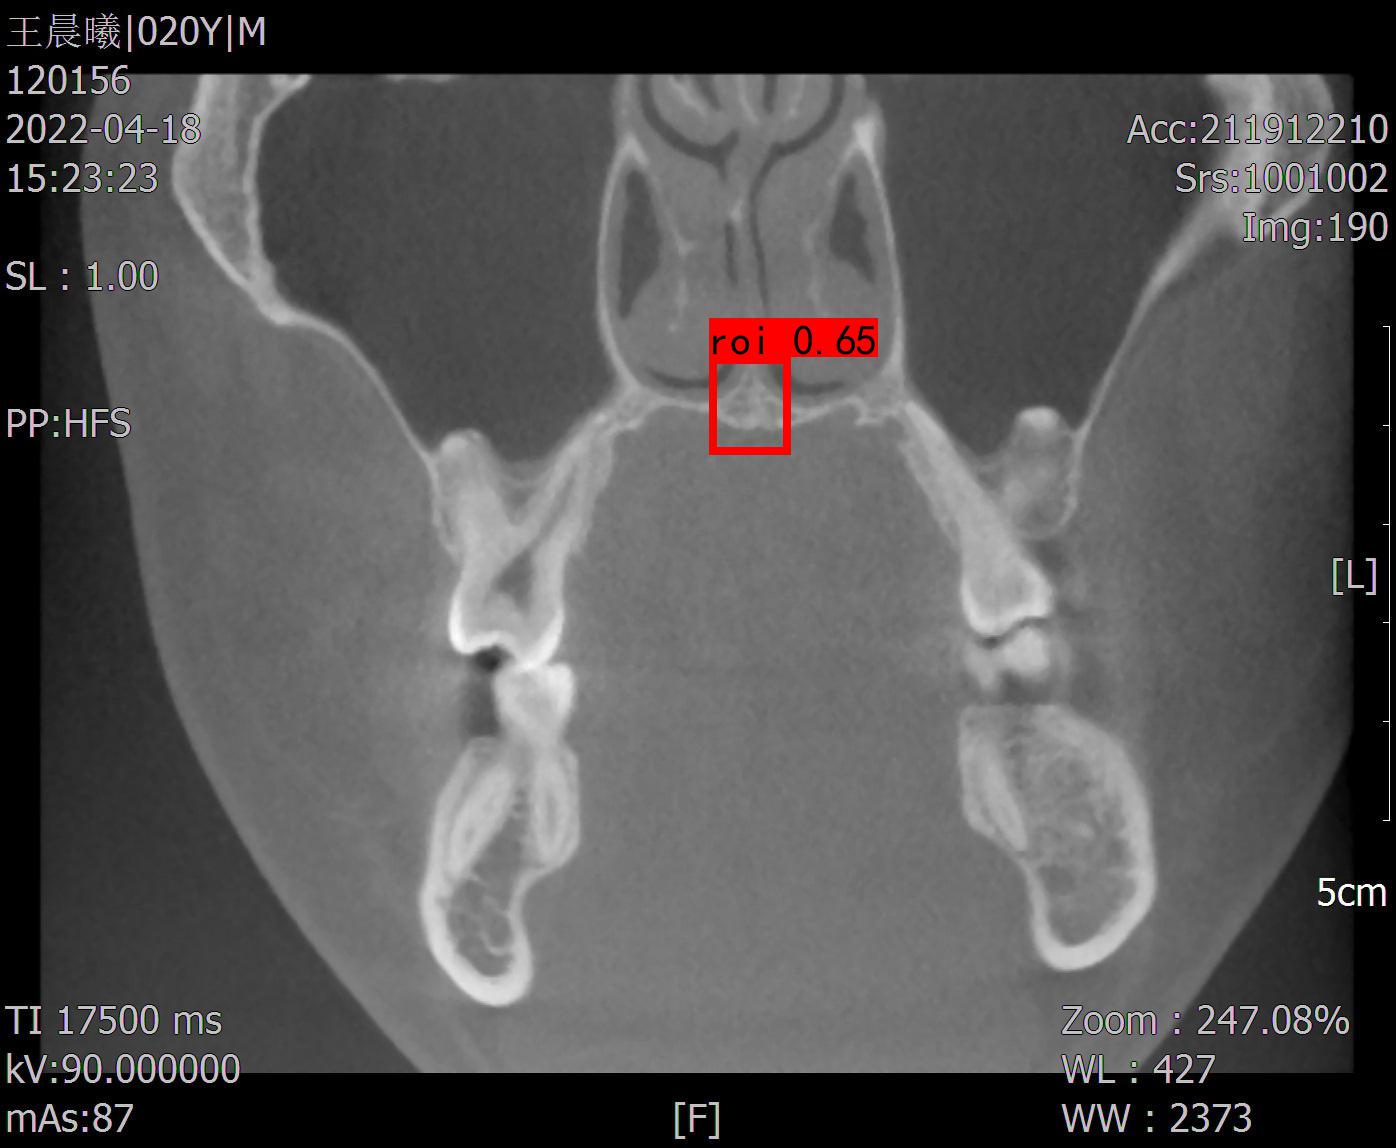 王晨曦|020Y|M
120156
2022-04-18
15:23:23
SL : 1.00
PP:HFS
Acc:211912210
Srs:1001002
Img:190
roi 0.65
[L]
5cm
TI 17500 ms
kV:90.000000
mAs:87
[F]
Zoom : 247.08%
WL : 427
WW : 2373